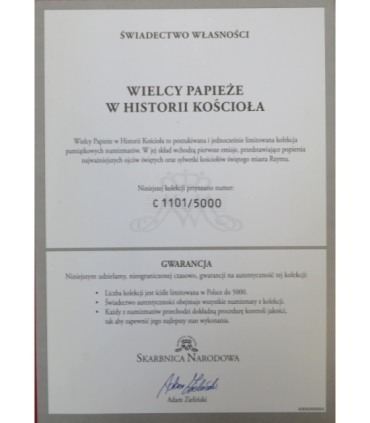 ŚWIADECTWO WŁASNOŚCI
WIELCY PAPIEŻE
W HISTORII KOŚCIOŁA
Wielcy Papieże w Historii Kościoła to poszukiwana i jednocześnie limitowana kolekcja
pamiątkowych numizmatów. W jej skład wchodzą pierwsze emisje, przedstawiające popiersia
najważniejszych ojców świętych oraz sylwetki kościołów świętego miasta Rzymu.
Niniejszej kolekcji przyznano numer:
C 1101/5000
GWARANCJA
Niniejszym udzielamy, nieograniczonej czasowo, gwarancji na autentyczność tej kolekcji:
• Liczba kolekcji jest ściśle limitowana w Polsce do 5000.
• Świadectwo autentyczności obejmuje wszystkie numizmaty z kolekcji.
• Każdy z numizmatów przechodzi dokładną procedurę kontroli jakości,
tak aby zapewnić jego najlepszy stan wykonania.
SKARBNICA NARODOWA
Adam Zieliński
Adam Zieliński